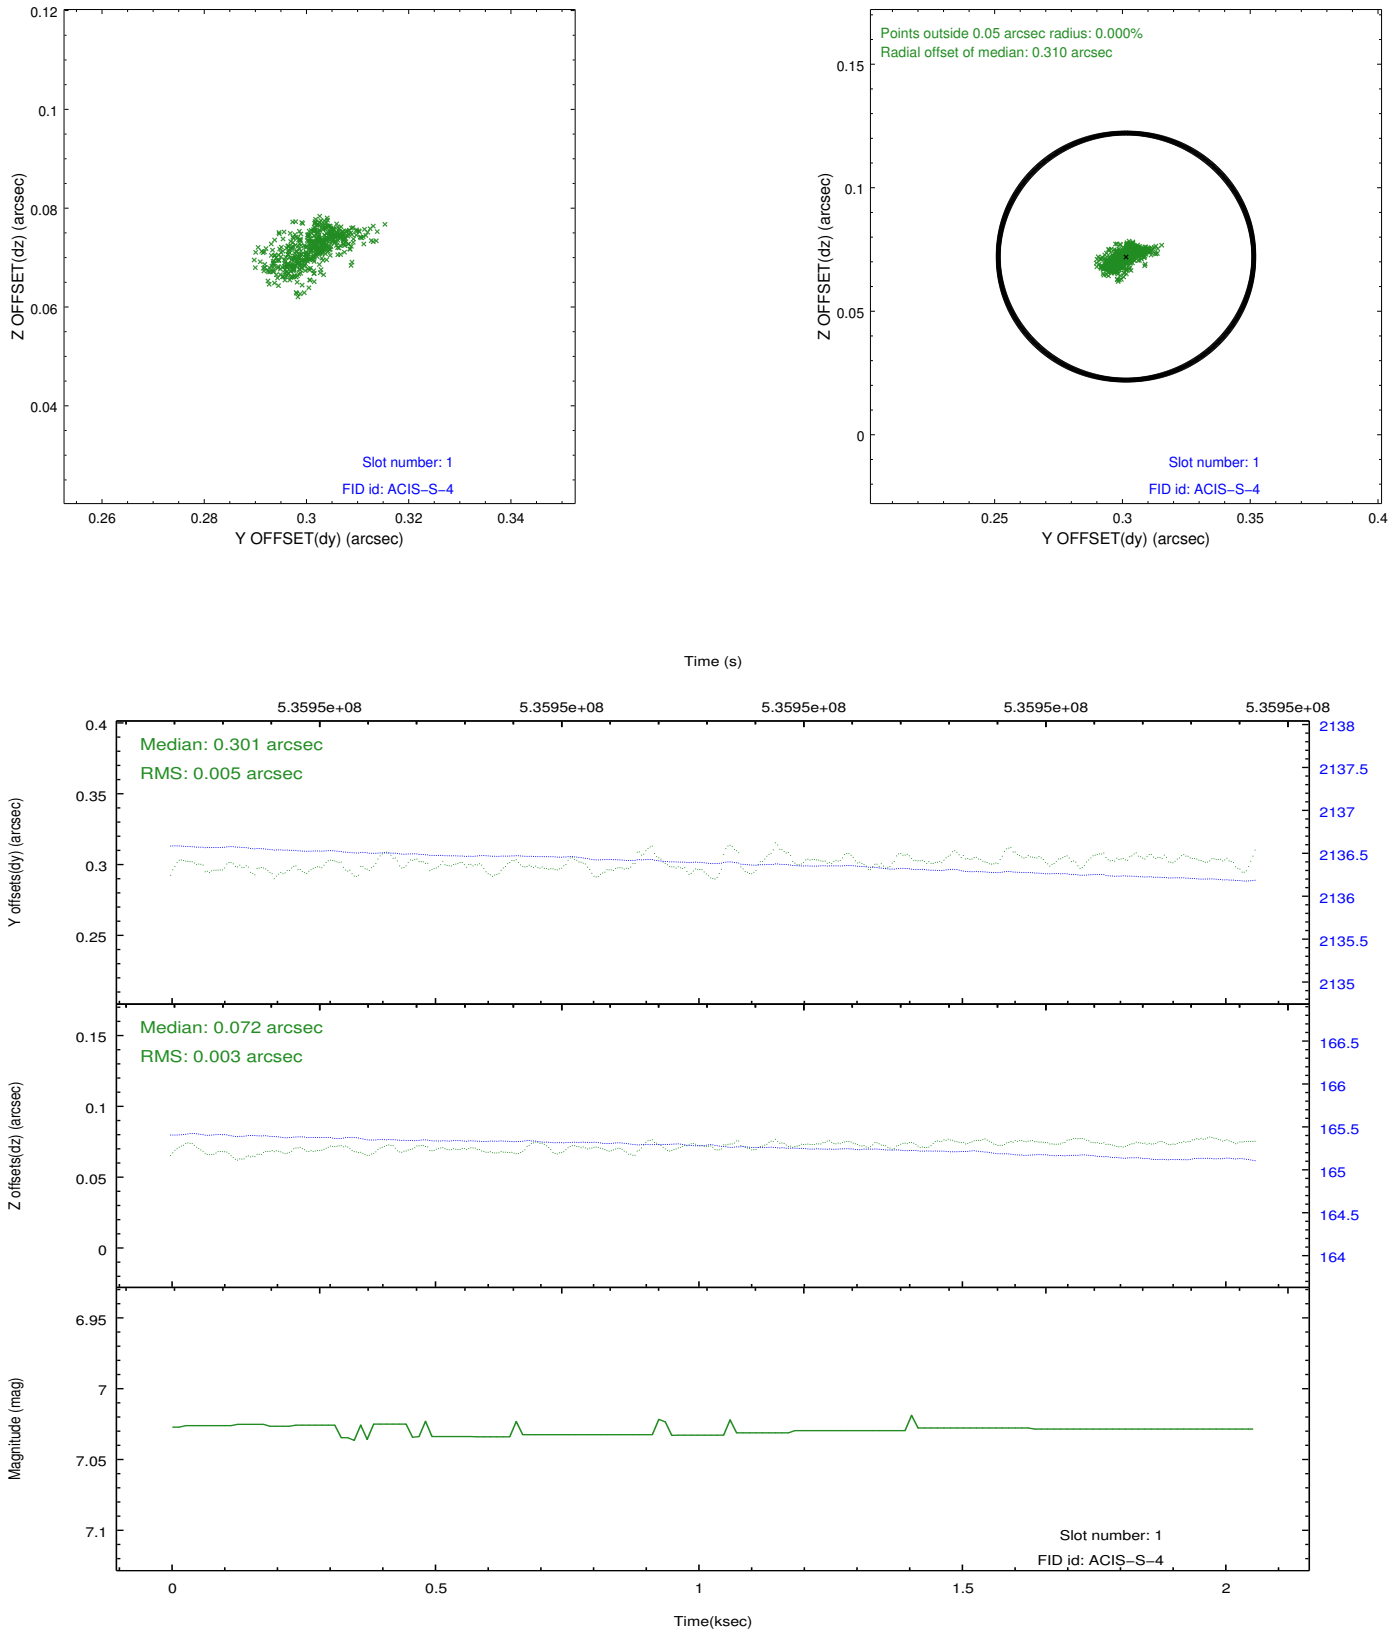 0.12
0.1
0.08
0.06
0.04
Z OFFSET(dz) (arcsec)
Slot number: 1
FID id: ACIS−S−4
0.26 0.28 0.3 0.32 0.34
Y OFFSET(dy) (arcsec)
Points outside 0.05 arcsec radius: 0.000%
Radial offset of median: 0.310 arcsec
0.15
0.1
0.05
0
Z OFFSET(dz) (arcsec)
Slot number: 1
FID id: ACIS−S−4
0.25 0.3 0.35 0.4
Y OFFSET(dy) (arcsec)
Time (s)
5.3595e+08 5.3595e+08 5.3595e+08 5.3595e+08 5.3595e+08
Median: 0.301 arcsec
RMS: 0.005 arcsec
0.4
0.35
0.3
0.25
Y offsets(dy) (arcsec)
2138
2137.5
2137
2136.5
2136
2135.5
2135
Median: 0.072 arcsec
RMS: 0.003 arcsec
0.15
0.1
0.05
0
Z offsets(dz) (arcsec)
166.5
166
165.5
165
164.5
164
6.95
7
7.05
7.1
Magnitude (mag)
Slot number: 1
FID id: ACIS−S−4
0 0.5 1 1.5 2
Time(ksec)